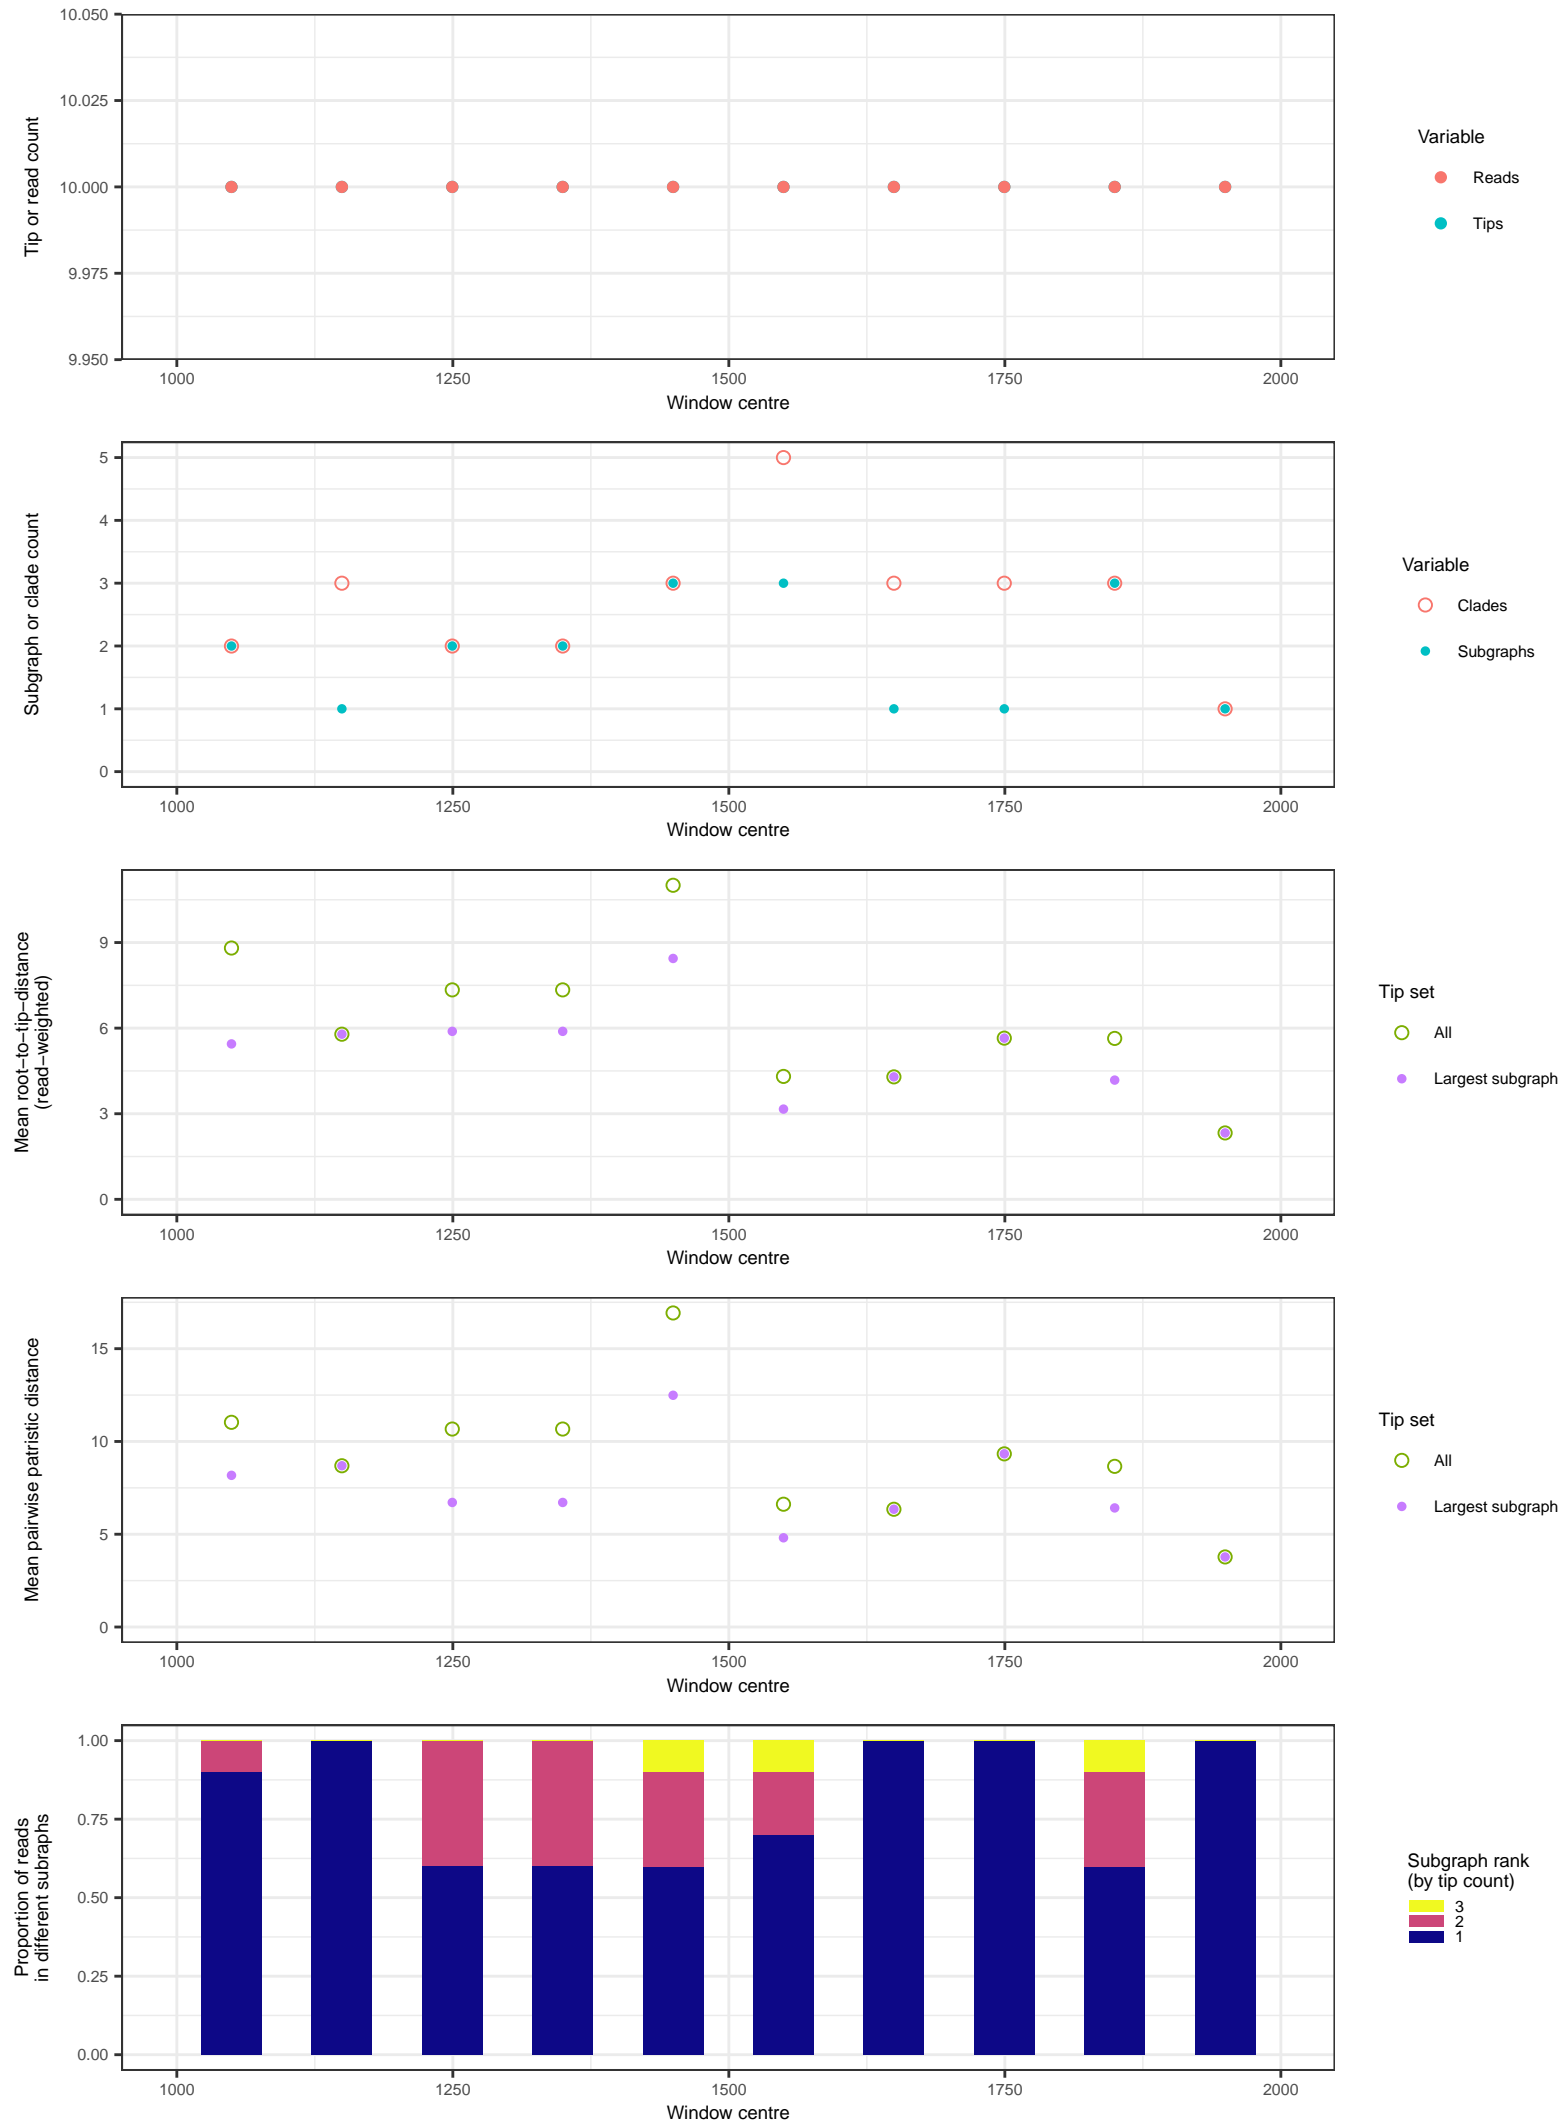 10.050
10.025
10.000
9.975
9.950
Tip or read count
1000 1250 1500 1750 2000
Window centre
Variable
Reads
Tips
5
4
3
2
1
0
Subgraph or clade count
1000 1250 1500 1750 2000
Window centre
Variable
Clades
Subgraphs
9
6
3
0
Mean root−to−tip−distance
(read−weighted)
1000 1250 1500 1750 2000
Window centre
Tip set
All
Largest subgraph
15
10
5
0
Mean pairwise patristic distance
1000 1250 1500 1750 2000
Window centre
Tip set
All
Largest subgraph
1.00
0.75
0.50
0.25
0.00
Proportion of reads
in different subraphs
1000 1250 1500 1750 2000
Window centre
Subgraph rank
(by tip count)
3
2
1